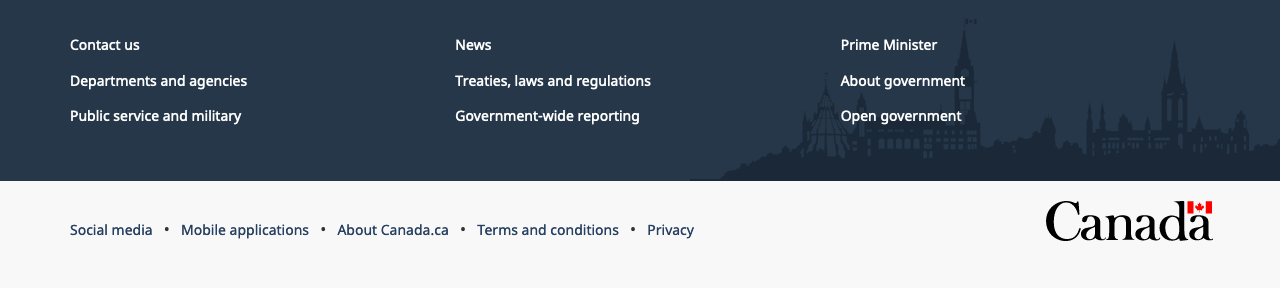 Contact us
News
Prime Minister
Departments and agencies
Treaties, laws and regulations
About government
Public service and military
Government-wide reporting
Open government
Social media • Mobile applications • About Canada.ca • Terms and conditions • Privacy
Canada